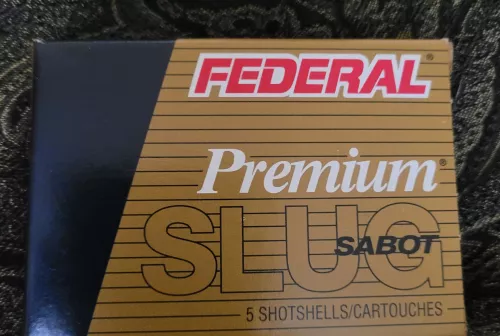 FEDERAL®
Premium®
SLUG
SABOT
5 SHOTSHELLS/CARTOUCHES